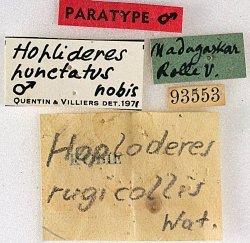 PARATYPE ♂
Hoplideres
punctatus
♂ nobis
QUENTIN & VILLIERS DET. 197
Madagaskar
Rolle V.
93553
Hoploderes
rugicollis
Wat.